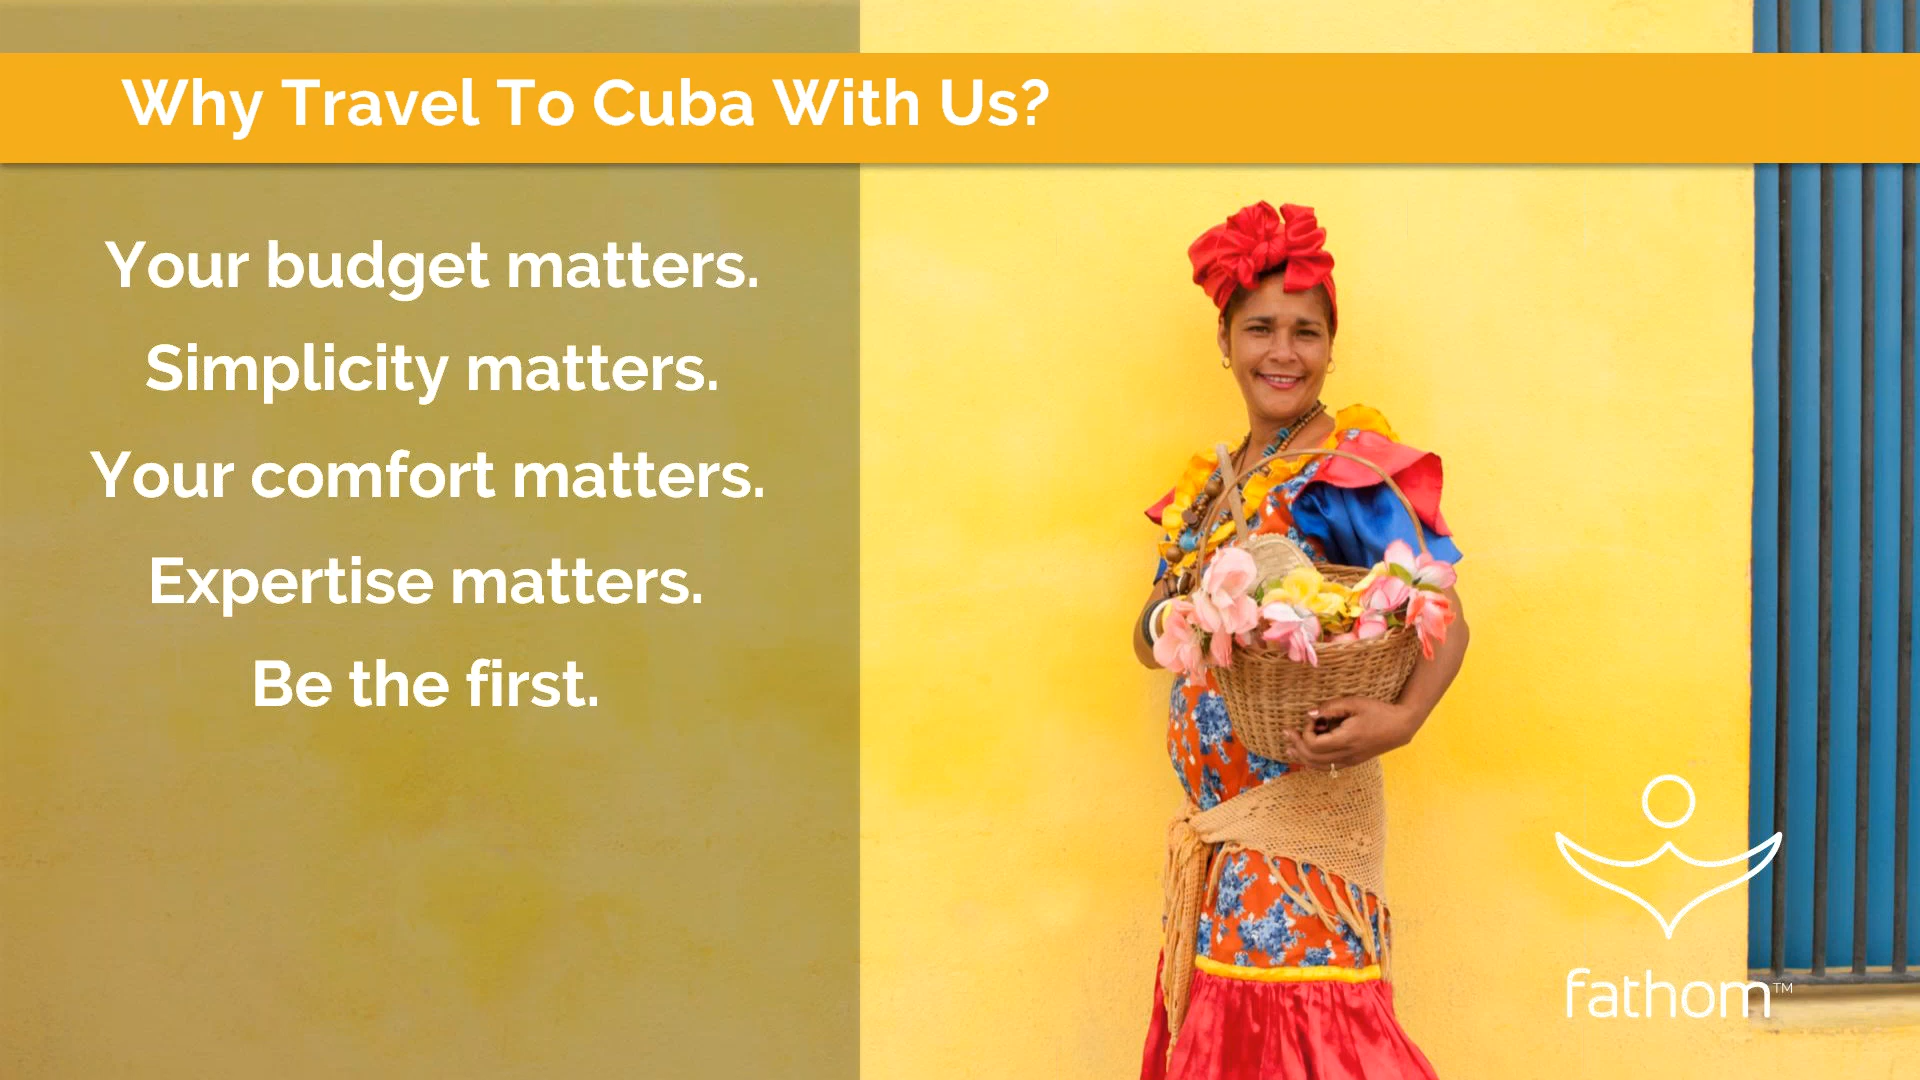 Why Travel To Cuba With Us?
Your budget matters.
Simplicity matters.
Your comfort matters.
Expertise matters.
Be the first.
fathom™